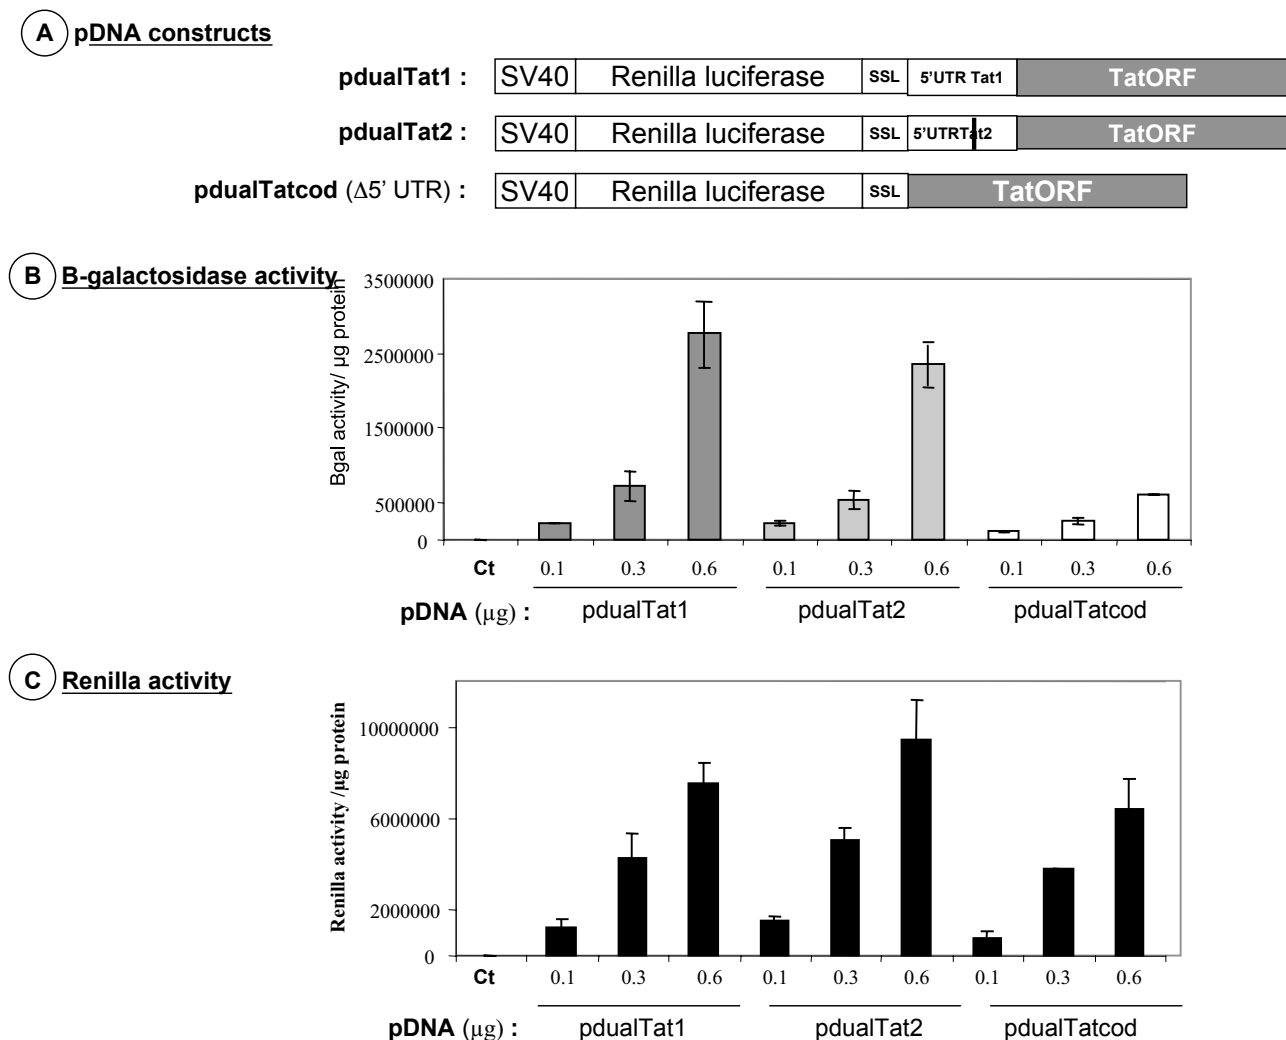 A pDNA constructs
pdualTat1 : SV40 Renilla luciferase SSL 5'UTR Tat1 TatORF
pdualTat2 : SV40 Renilla luciferase SSL 5'UTRTat2 TatORF
pdualTatcod (Δ5' UTR) : SV40 Renilla luciferase SSL TatORF
B B-galactosidase activity
Bgal activity/ µg protein
3500000
2500000
1500000
500000
0
Ct 0.1 0.3 0.6 0.1 0.3 0.6 0.1 0.3 0.6
pDNA (µg) : pdualTat1 pdualTat2 pdualTatcod
C Renilla activity
Renilla activity /µg protein
10000000
6000000
2000000
0
Ct 0.1 0.3 0.6 0.1 0.3 0.6 0.1 0.3 0.6
pDNA (µg) : pdualTat1 pdualTat2 pdualTatcod